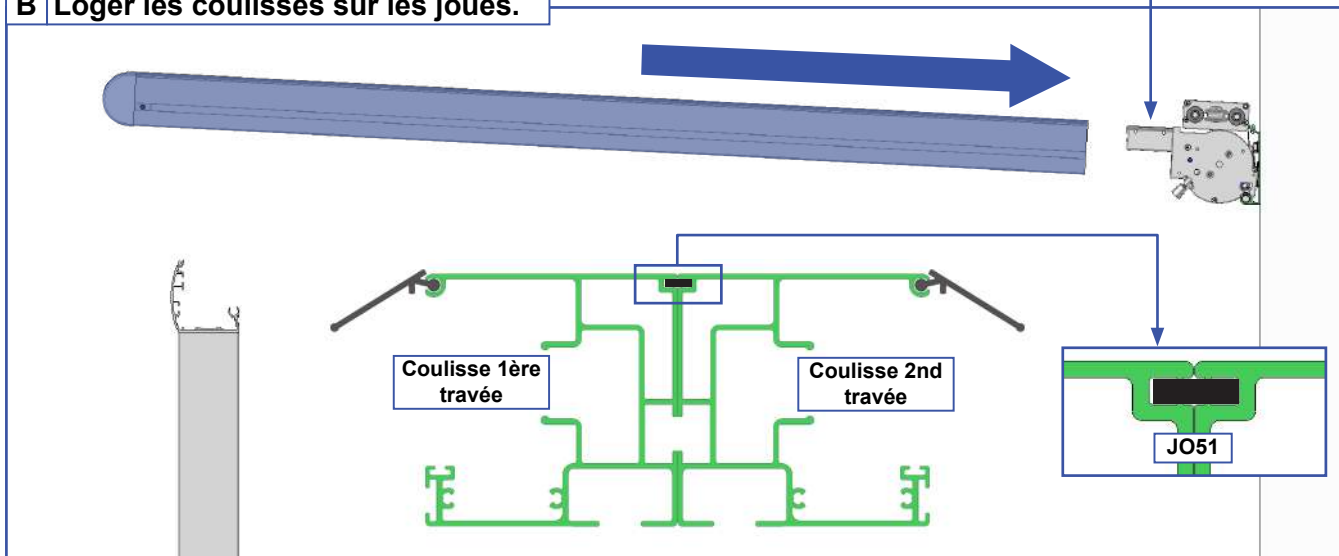 B Loger les coulisses sur les joues.
Coulisse 1ère
travée
Coulisse 2nd
travée
JO51